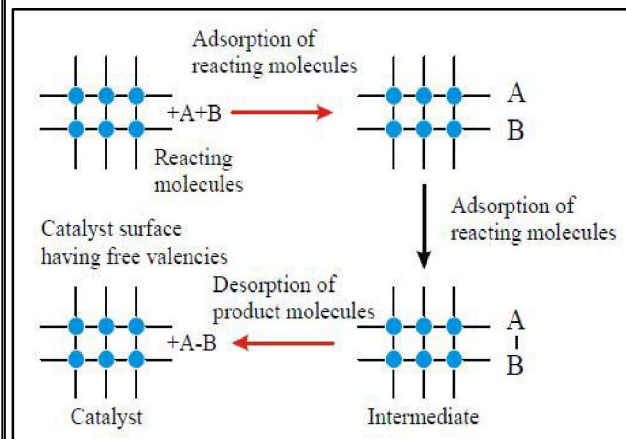 Adsorption of
reacting molecules
+A+B
A
B
Reacting
molecules
Adsorption of
reacting molecules
Catalyst surface
having free valencies
Desorption of
product molecules
+A-B
A
B
Catalyst
Intermediate